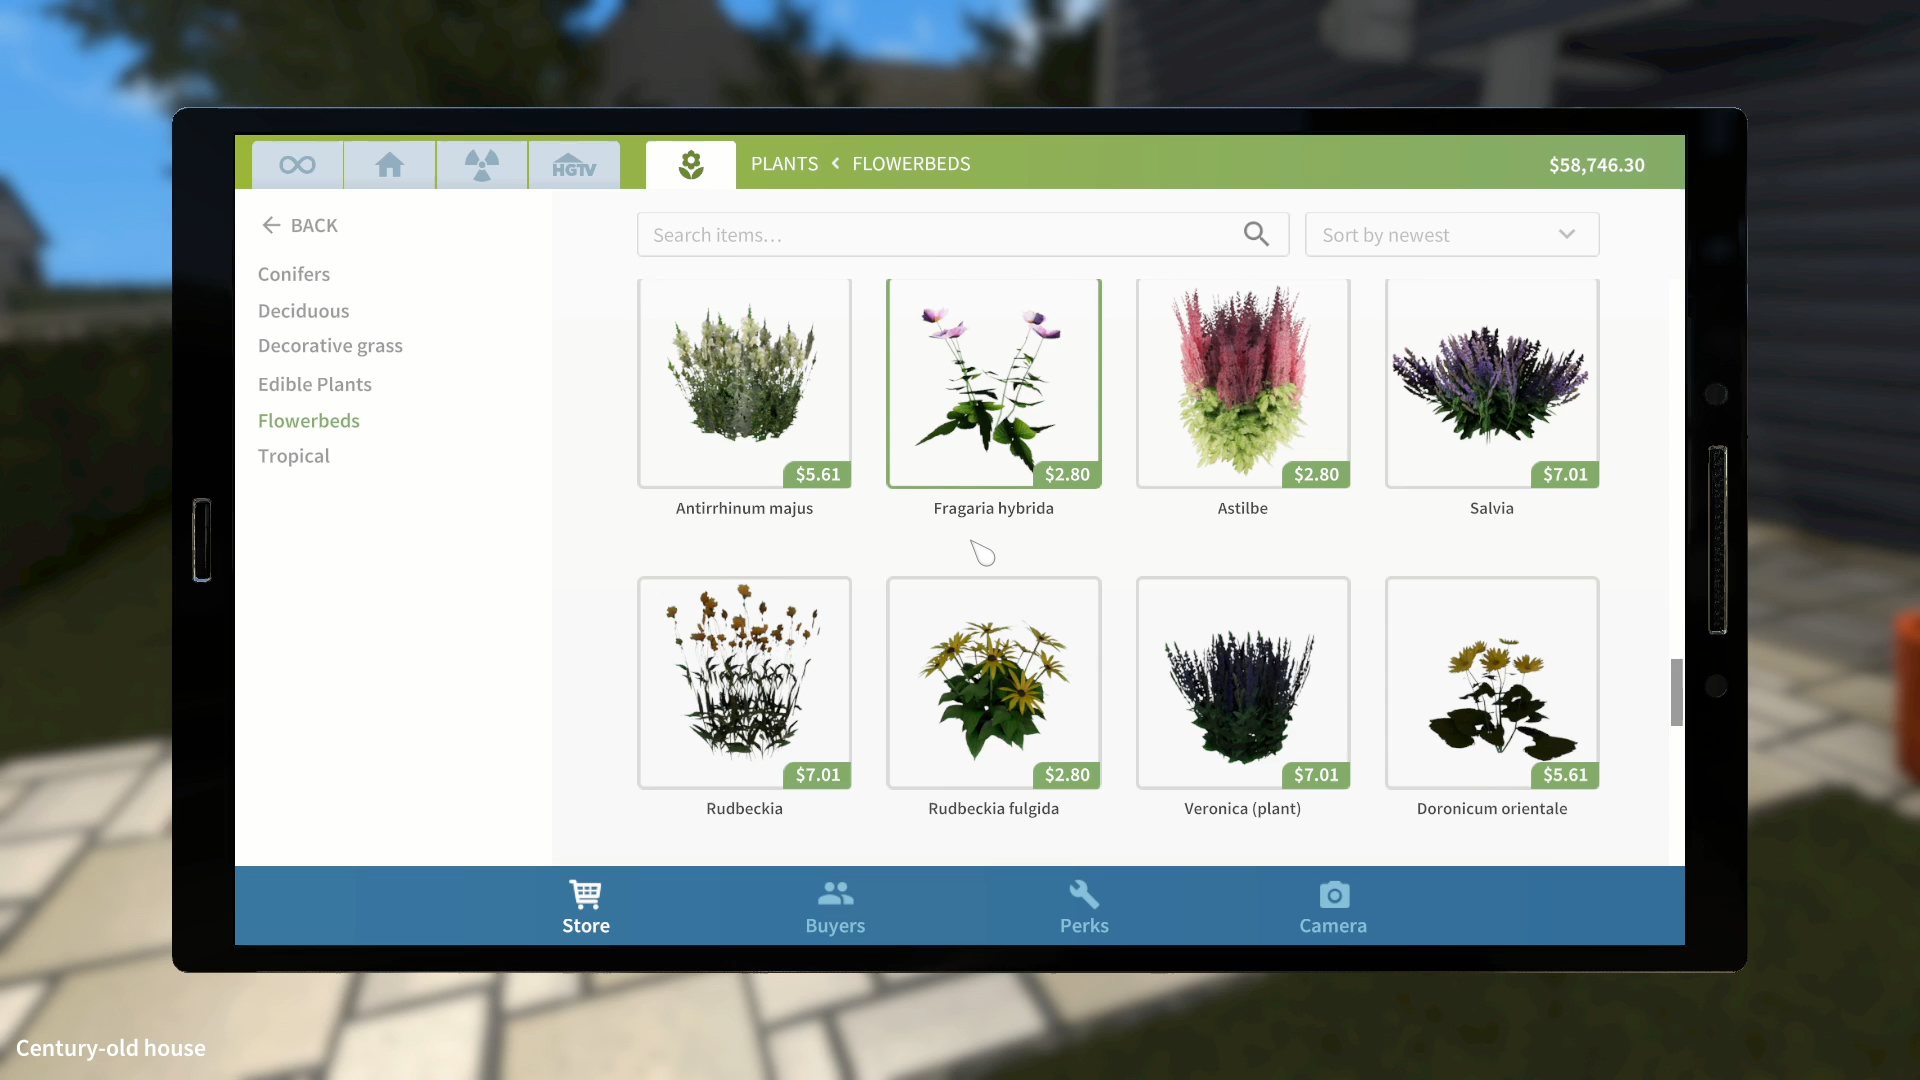 HGTV
PLANTS < FLOWERBEDS
$58,746.30
BACK
Conifers
Deciduous
Decorative grass
Edible Plants
Flowerbeds
Tropical
Search items...
Sort by newest
$5.61
$2.80
$2.80
$7.01
Antirrhinum majus
Fragaria hybrida
Astilbe
Salvia
$7.01
$2.80
$7.01
$5.61
Rudbeckia
Rudbeckia fulgida
Veronica (plant)
Doronicum orientale
Store
Buyers
Perks
Camera
Century-old house